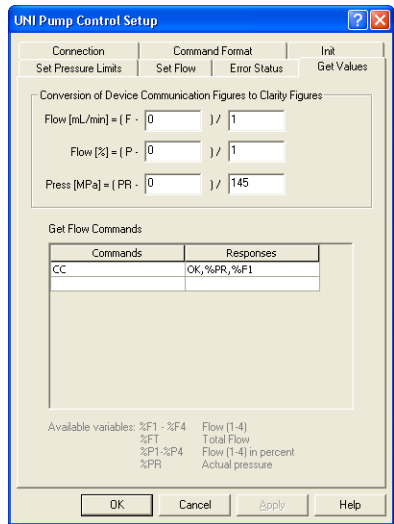 UNI Pump Control Setup
Connection Command Format Init
Set Pressure Limits Set Flow Error Status Get Values
Conversion of Device Communication Figures to Clarity Figures
Flow [mL/min] = ( F - 0 ) / 1
Flow [%] = ( P - 0 ) / 1
Press [MPa] = ( PR - 0 ) / 145
Get Flow Commands
Commands Responses
CC OK,%PR,%F1
Available variables: %F1 - %F4 Flow (1-4)
%FT Total Flow
%P1-%P4 Flow (1-4) in percent
%PR Actual pressure
OK Cancel Apply Help